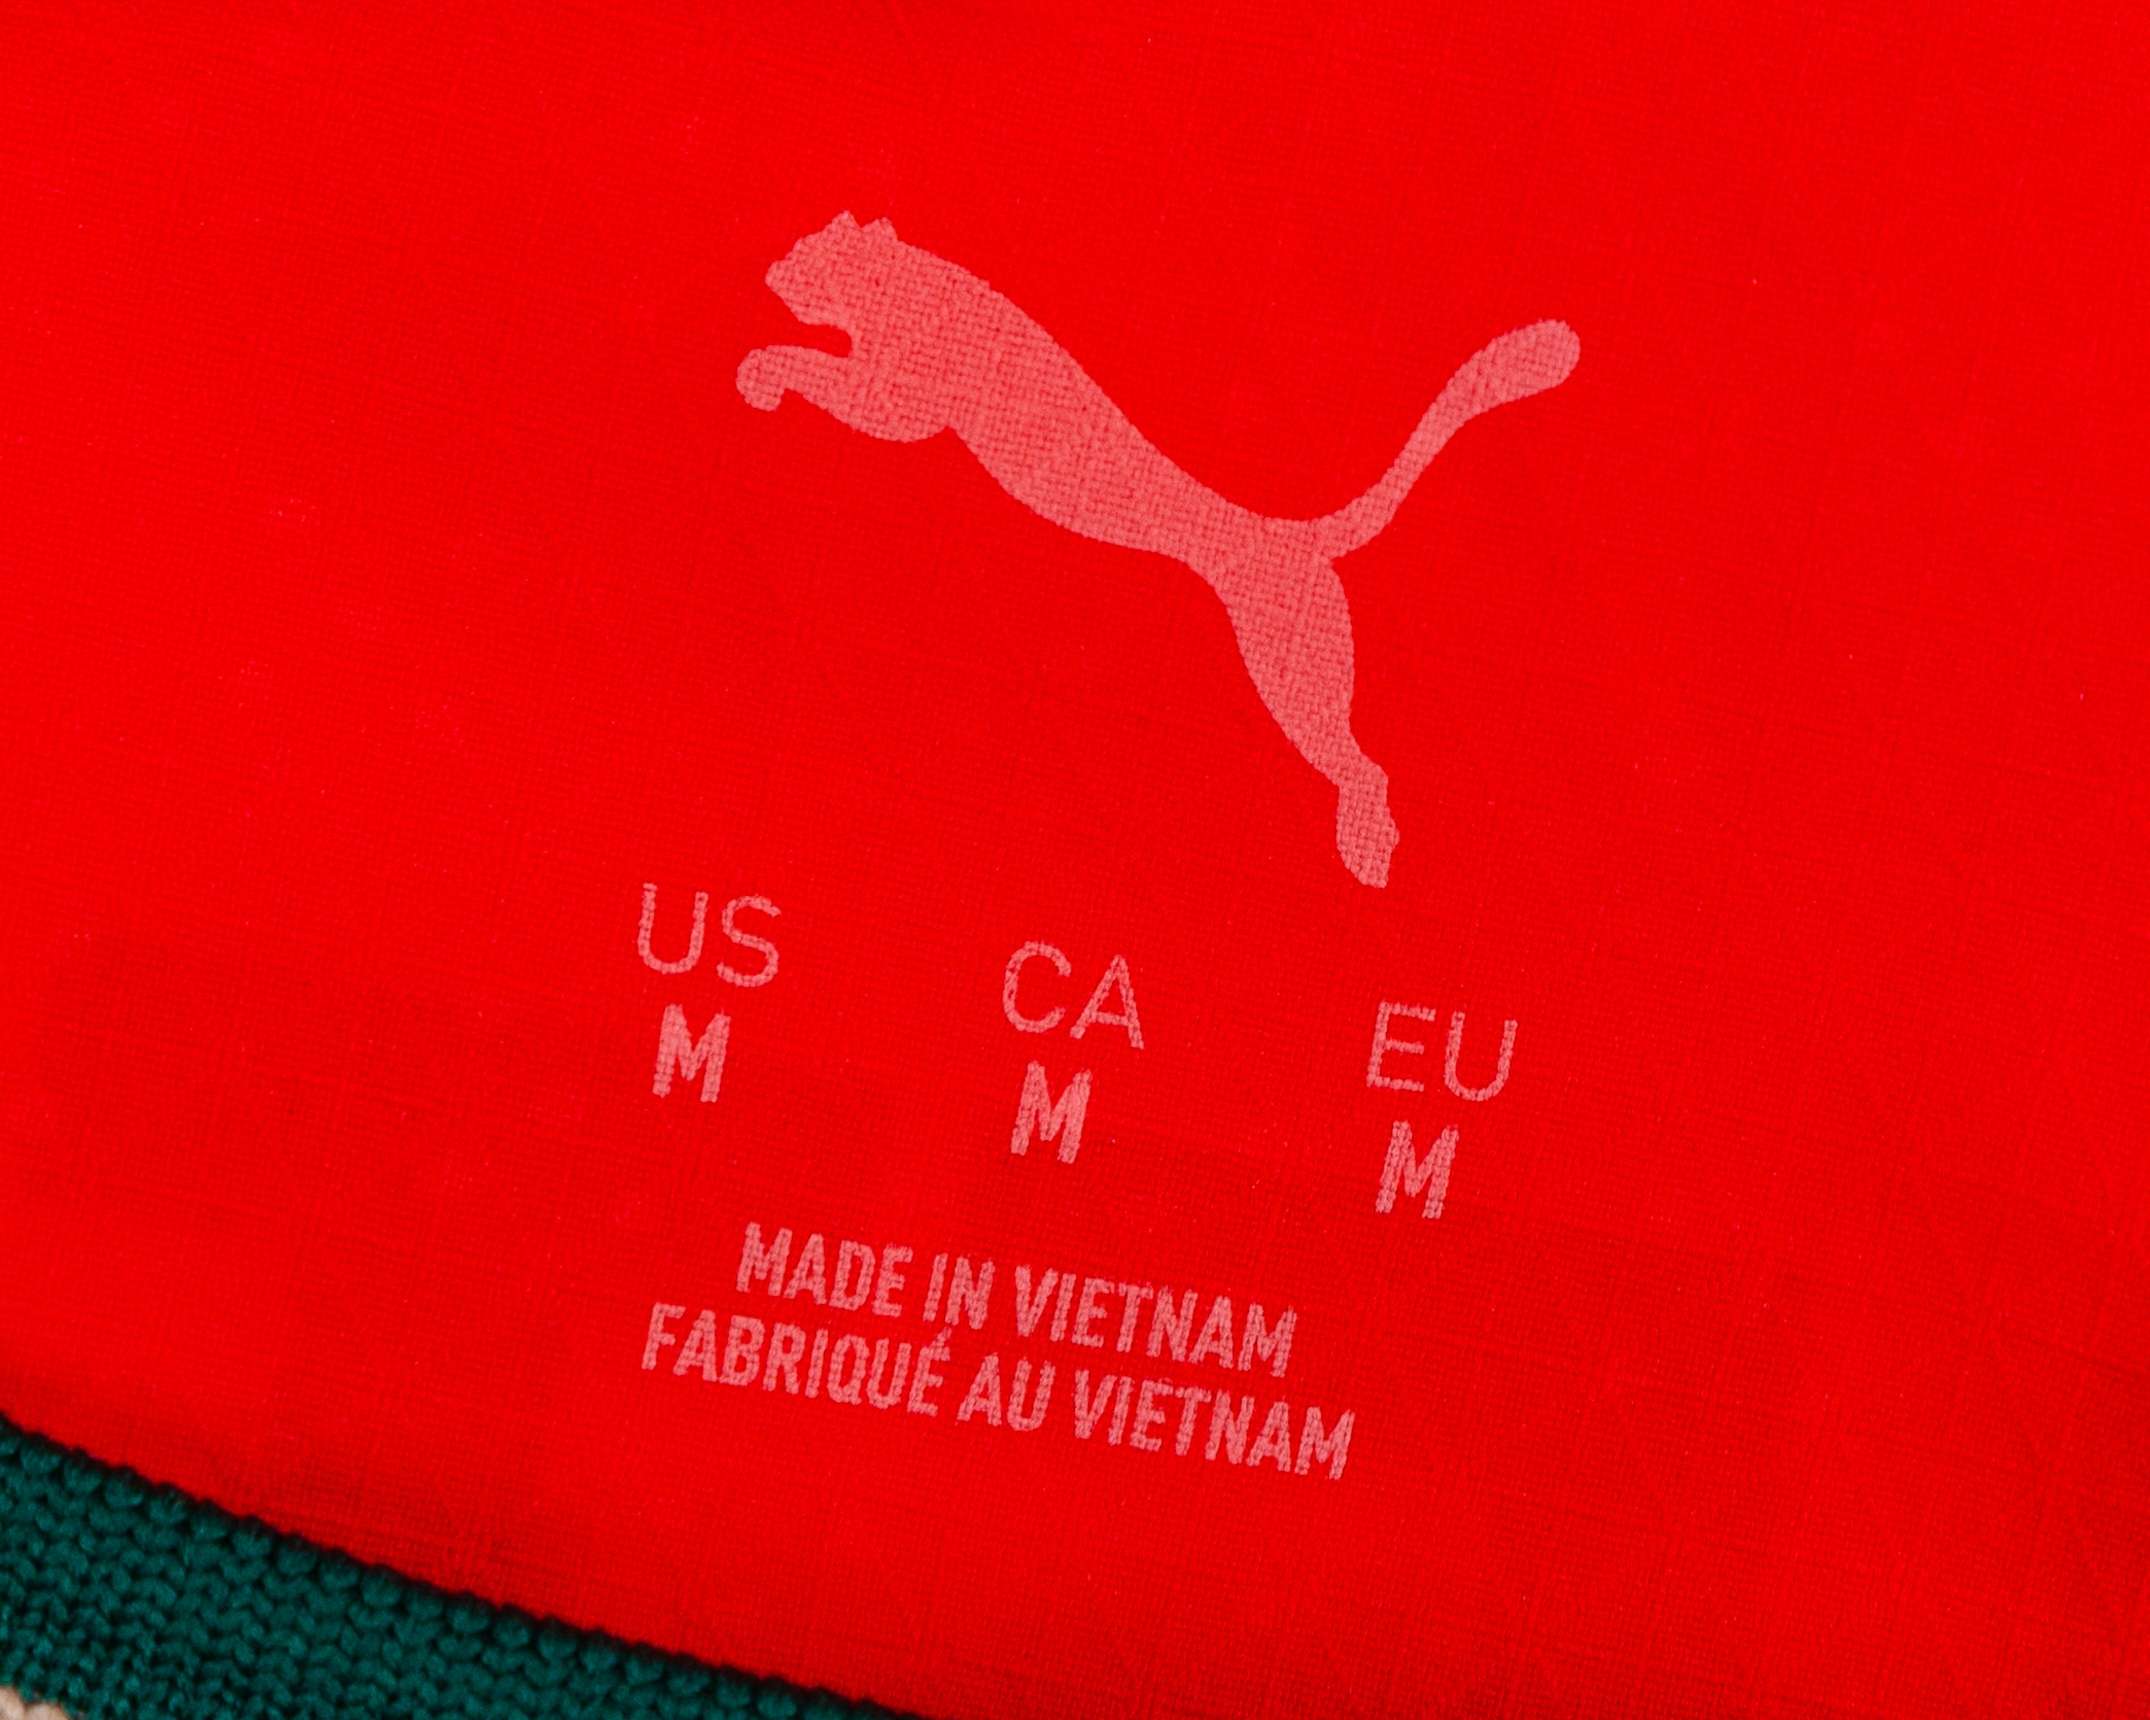 US CA EU
M M M
MADE IN VIETNAM
FABRIQUÉ AU VIETNAM